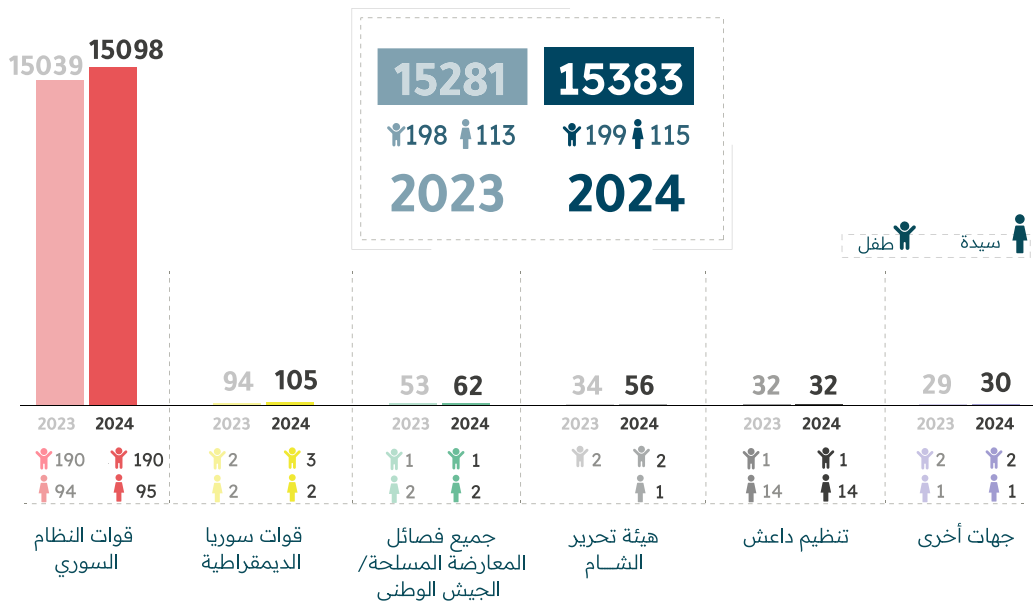 15281 15383
198 113 199 115
2023 2024
سيدة طفل
15039 15098
94 105
53 62
34 56
32 32
29 30
2023 2024 2023 2024 2023 2024 2023 2024 2023 2024 2023 2024
190 190 2 3 1 1 2 2 1 1 2 2
94 95 2 2 2 2 1 14 14 1 1
قوات النظام
السوري
قوات سوريا
الديمقراطية
جميع فصائل
المعارضة المسلحة/
الجيش الوطني
هيئة تحرير
الشـــام
تنظيم داعش
جهات أخرى